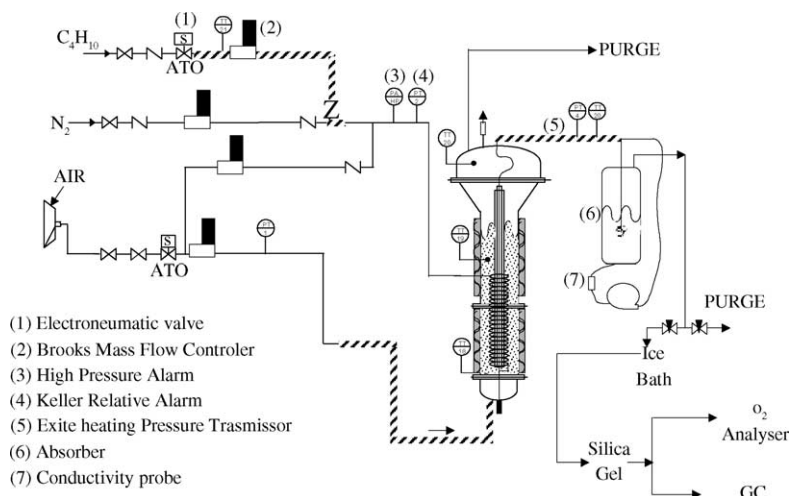 (1)
(2)
C4H10
S
ATO
PURGE
(3) (4)
(5)
N2
Z
AIR
(6)
S
ATO
(7)
PURGE
(1) Electroneumatic valve
(2) Brooks Mass Flow Controler
(3) High Pressure Alarm
(4) Keller Relative Alarm
(5) Exite heating Pressure Trasmissor
(6) Absorber
(7) Conductivity probe
Ice
Bath
Silica
Gel
O2
Analyser
GC